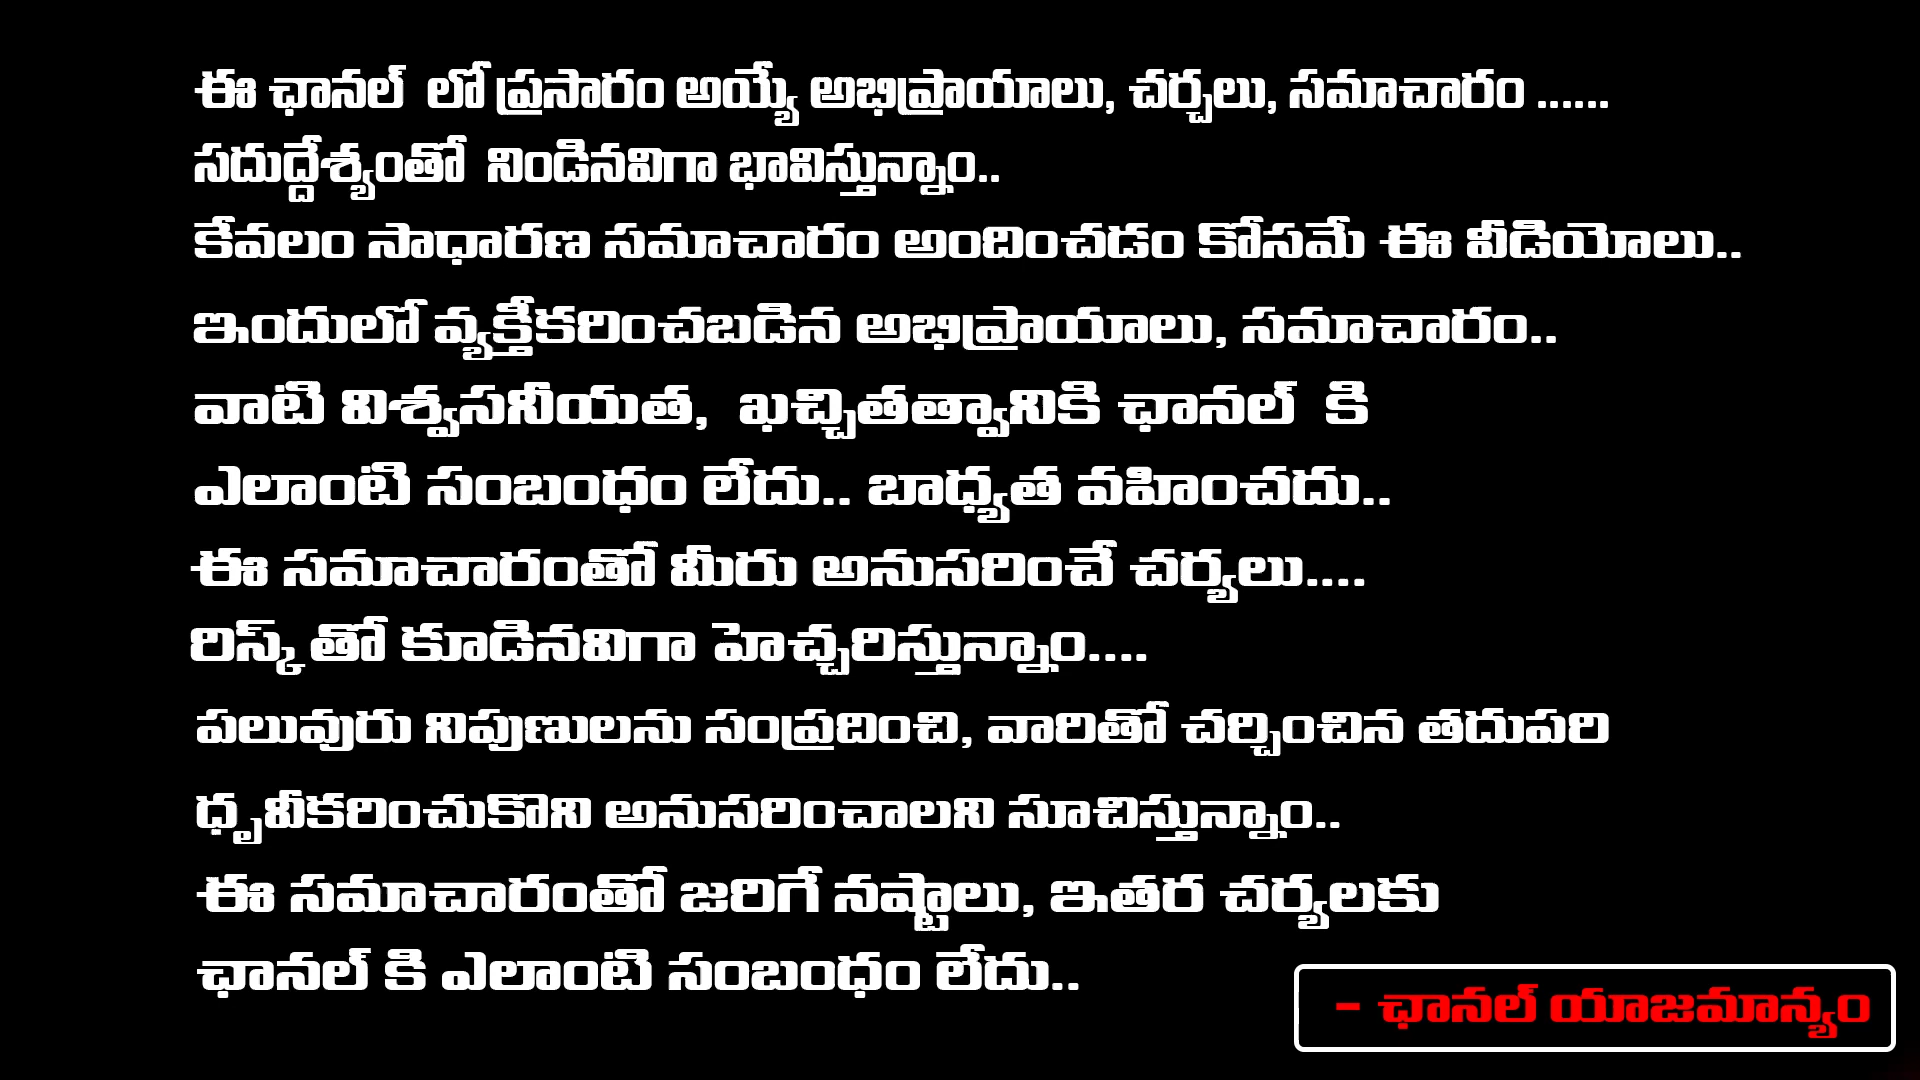 ఈ ఛానల్ లో ప్రసారం అయ్యే అభిప్రాయాలు, చర్చలు, సమాచారం ......
సదుద్దేశ్యంతో నిండినవిగా భావిస్తున్నాం..
కేవలం సాధారణ సమాచారం అందించడం కోసమే ఈ వీడియోలు..
ఇందులో వ్యక్తీకరించబడిన అభిప్రాయాలు, సమాచారం..
వాటి విశ్వసనీయత, ఖచ్చితత్వానికి ఛానల్ కి
ఎలాంటి సంబంధం లేదు.. బాధ్యత వహించదు..
ఈ సమాచారంతో మీరు అనుసరించే చర్యలు....
రిస్క్ తో కూడినవిగా హెచ్చరిస్తున్నాం....
పలువురు నిపుణులను సంప్రదించి, వారితో చర్చించిన తదుపరి
ధృవీకరించుకొని అనుసరించాలని సూచిస్తున్నాం..
ఈ సమాచారంతో జరిగే నష్టాలు, ఇతర చర్యలకు
ఛానల్ కి ఎలాంటి సంబంధం లేదు..
- ఛానల్ యాజమాన్యం